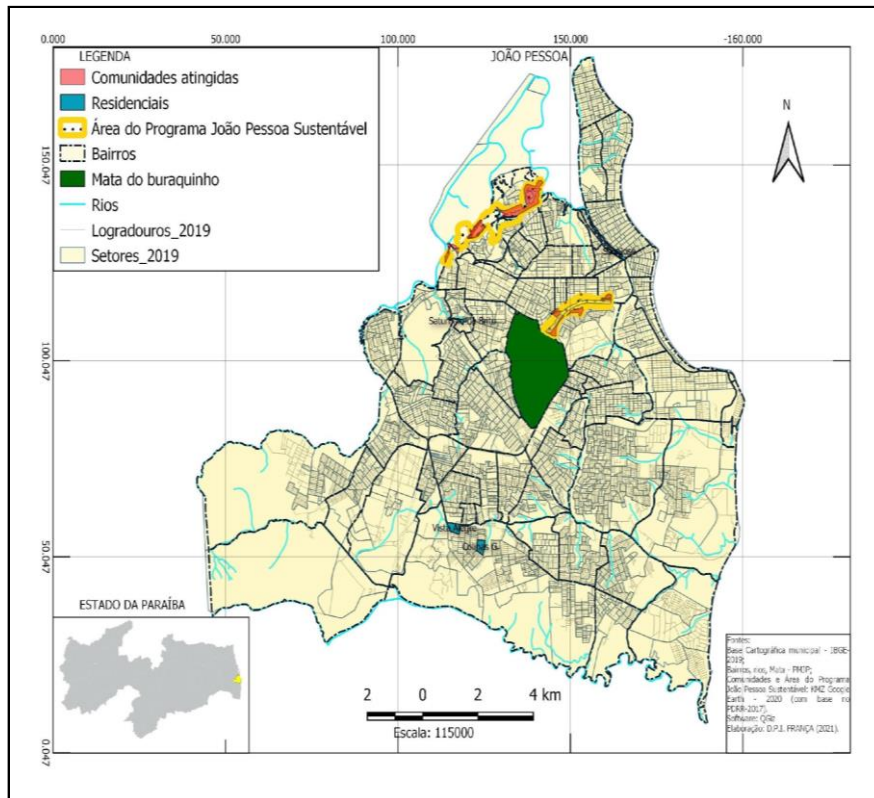 0.000 50.000 100.000 150.000 -160.000
LEGENDA
JOÃO PESSOA
Comunidades atingidas
Residenciais
Área do Programa João Pessoa Sustentável
Bairros
Mata do buraquinho
Rios
Logradouros_2019
Setores_2019
N
150.047
100.047
50.047
0.047
Vista Alegre
ESTADO DA PARAÍBA
2 0 2 4 km
Escala: 115000
Fontes:
Base Cartográfica municipal - IBGE-
2019;
Bairros, rios, Mata - PMJP;
Comunidades e Área do Programa
João Pessoa Sustentável: KMZ Google
Earth - 2020 (com base no
PDRR-2017).
Software: QGis
Elaboração: D.P.J. FRANÇA (2021).